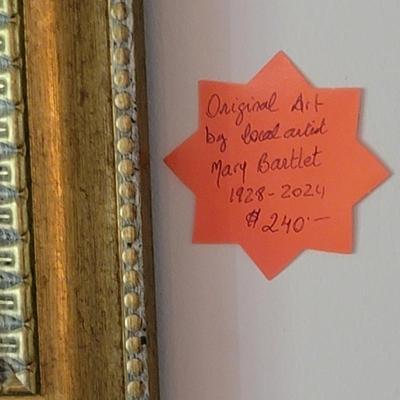 Original Art
by local artist
Mary Bartlet
1928-2024
$240.—